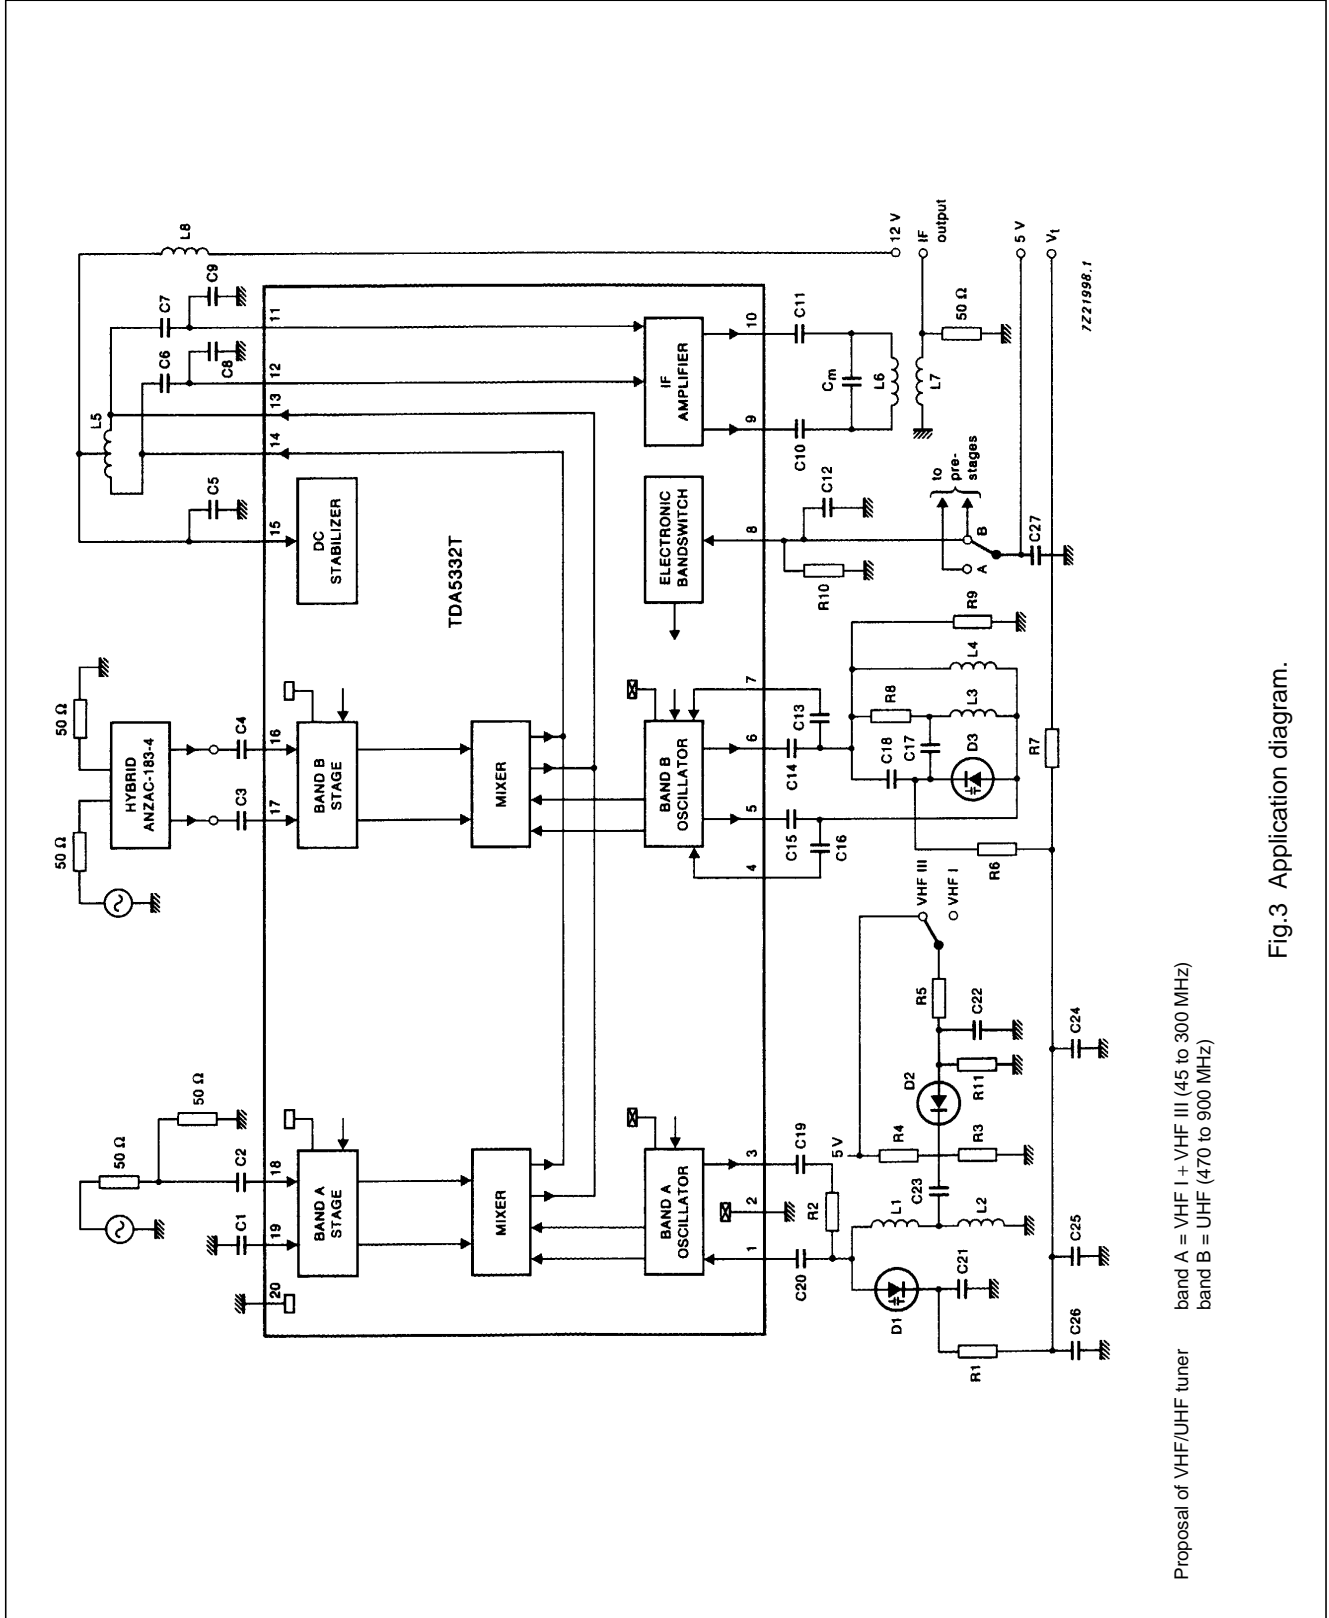 L8
C7
C9
C6
C8
L5
C5
11
12
13
14
15
50 Ω
50 Ω
HYBRID
ANZAC-183-4
C4
C3
16
17
50 Ω
50 Ω
C2
C1
18
19
20
DC
STABILIZER
TDA5332T
BAND B
STAGE
BAND A
STAGE
MIXER
MIXER
IF
AMPLIFIER
ELECTRONIC
BANDSWITCH
BAND B
OSCILLATOR
BAND A
OSCILLATOR
10
9
8
7
6
5
4
3
2
1
C11
C10
Cm
L6
L7
12 V
IF
output
50 Ω
5 V
Vt
7Z21998.1
C12
R10
to
pre-
stages
A
B
C27
C13
C14
C15
C16
R9
L4
R8
L3
C18
C17
D3
R7
R6
VHF III
VHF I
R5
C22
D2
R11
5 V
R4
R3
C19
R2
C20
C23
L1
L2
D1
C21
R1
C24
C25
C26
Proposal of VHF/UHF tuner
band A = VHF I + VHF III (45 to 300 MHz)
band B = UHF (470 to 900 MHz)
Fig.3 Application diagram.